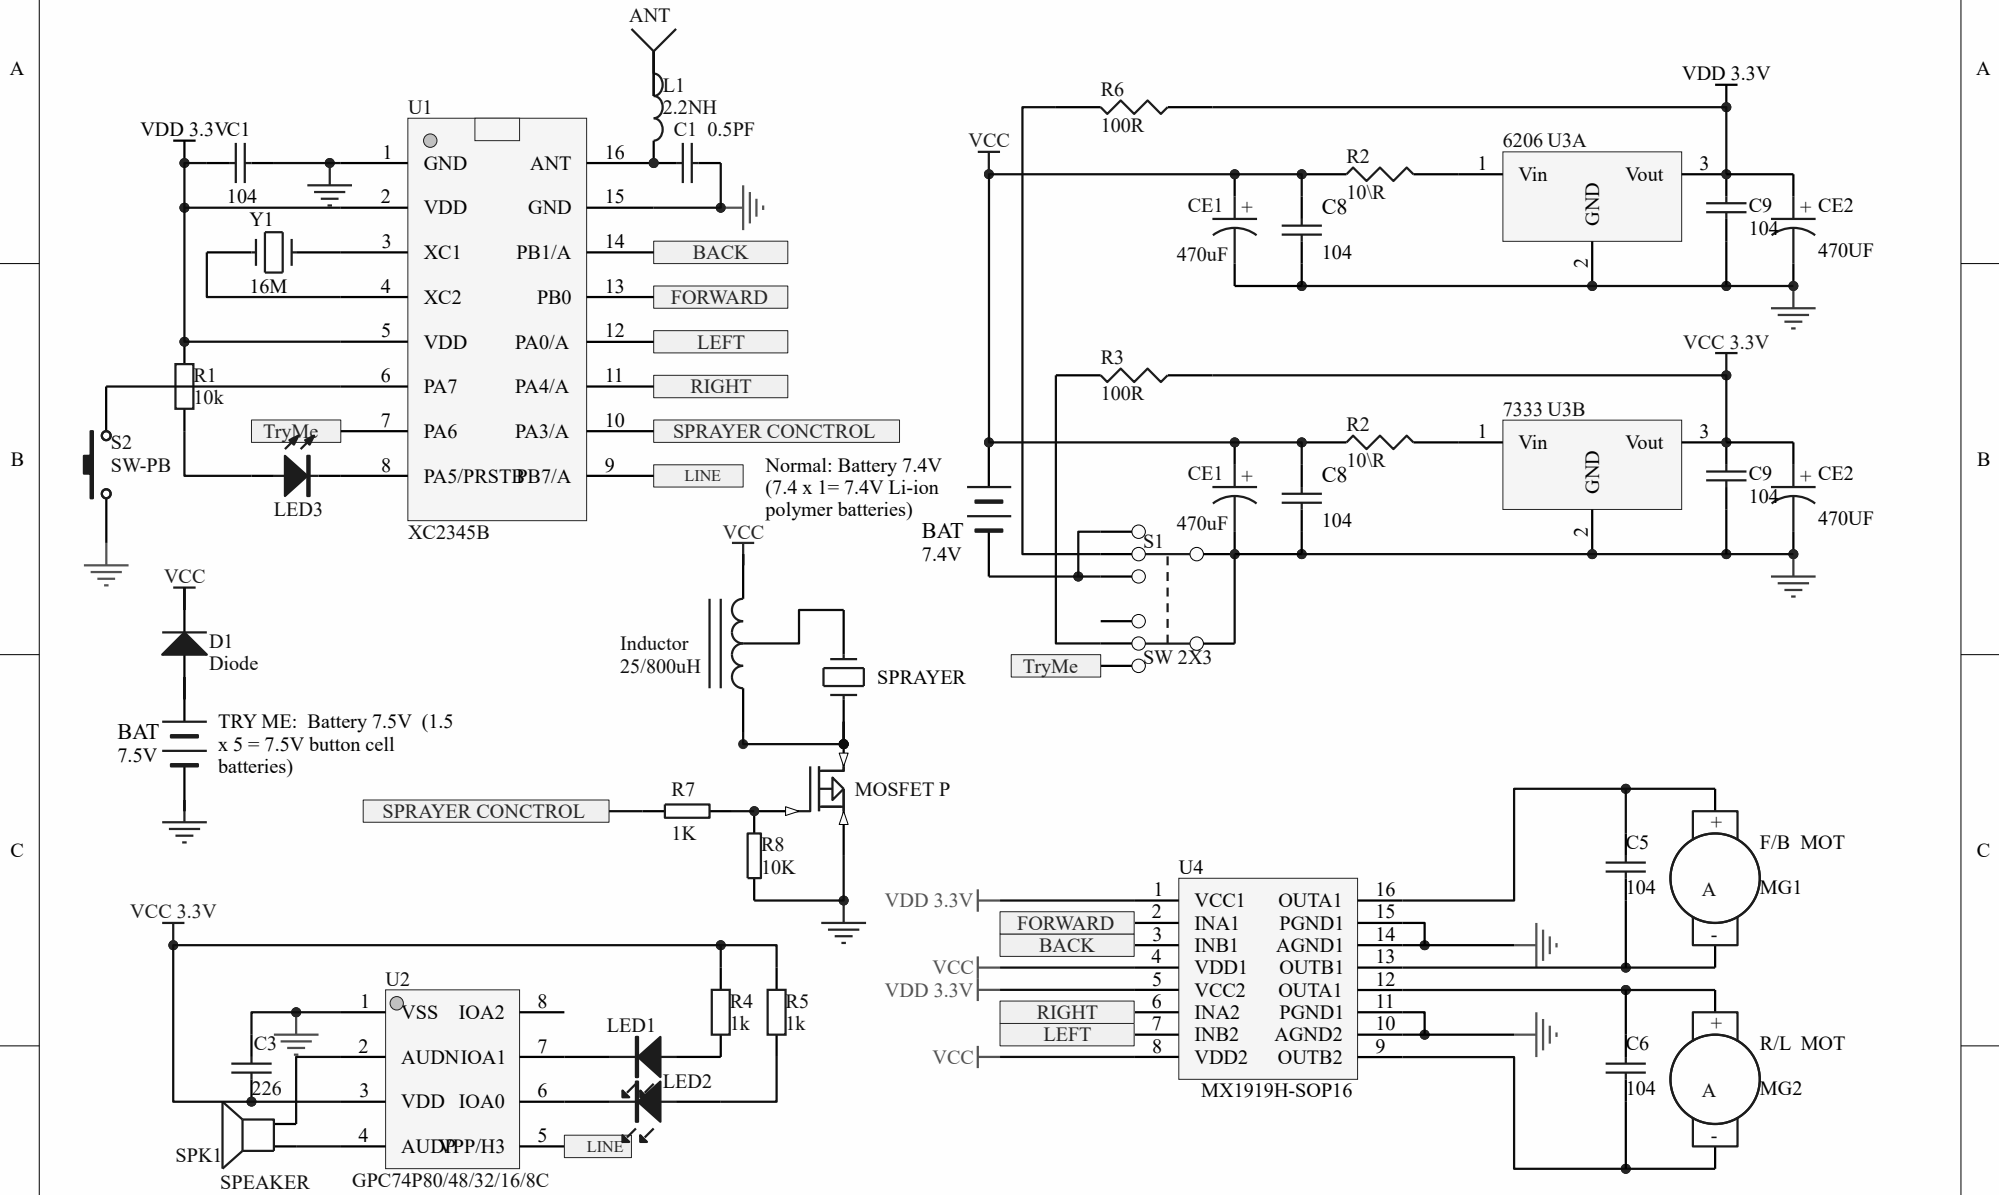 A
A
B
B
C
C
ANT
L1
2.2NH
C1 0.5PF
U1
VDD 3.3V
C1
104
1
GND
ANT
16
2
VDD
GND
15
Y1
16M
3
XC1
PB1/A
14
BACK
4
XC2
PB0
13
FORWARD
5
VDD
PA0/A
12
LEFT
6
PA7
PA4/A
11
RIGHT
R1
10k
TryMe
7
PA6
PA3/A
10
SPRAYER CONCTROL
8
PA5/PRSTB
PB7/A
9
LINE
S2
SW-PB
LED3
XC2345B
Normal: Battery 7.4V
(7.4 x 1= 7.4V Li-ion
polymer batteries)
VCC
D1
Diode
BAT
7.5V
TRY ME: Battery 7.5V (1.5
x 5 = 7.5V button cell
batteries)
VCC
Inductor
25/800uH
SPRAYER
MOSFET P
SPRAYER CONCTROL
R7
1K
R8
10K
VDD 3.3V
R6
100R
VCC
6206 U3A
R2
10\R
1
Vin
Vout
3
GND
2
CE1
+
470uF
C8
104
C9
104
+
CE2
470UF
VCC 3.3V
R3
100R
7333 U3B
R2
10\R
1
Vin
Vout
3
GND
2
CE1
+
470uF
C8
104
C9
104
+
CE2
470UF
BAT
7.4V
S1
SW 2X3
TryMe
VCC 3.3V
U2
1
VSS
IOA2
8
2
AUDN
IOA1
7
3
VDD
IOA0
6
4
AUDP
VPP/H3
5
LINE
C3
226
LED1
LED2
R4
1k
R5
1k
SPK1
SPEAKER
GPC74P80/48/32/16/8C
U4
VDD 3.3V
1
VCC1
OUTA1
16
FORWARD
2
INA1
PGND1
15
BACK
3
INB1
AGND1
14
VCC
4
VDD1
OUTB1
13
VDD 3.3V
5
VCC2
OUTA1
12
RIGHT
6
INA2
PGND1
11
LEFT
7
INB2
AGND2
10
VCC
8
VDD2
OUTB2
9
MX1919H-SOP16
C5
104
+
A
-
F/B MOT
MG1
C6
104
+
A
-
R/L MOT
MG2